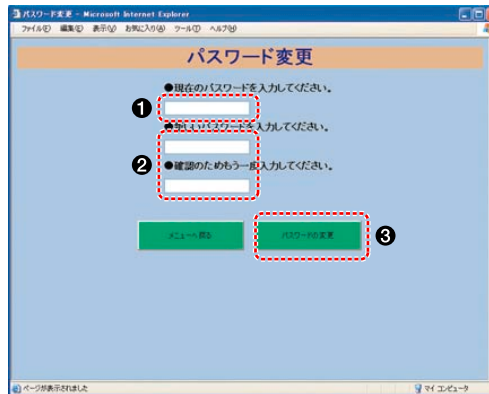 パスワード変更 - Microsoft Internet Explorer
ファイル(F) 編集(E) 表示(V) お気に入り(A) ツール(T) ヘルプ(H)
パスワード変更
●現在のパスワードを入力してください。
❶
●新しいパスワードを入力してください。
❷
●確認のためもう一度入力してください。
メニューへ戻る パスワードの変更 ❸
ページが表示されました マイ コンピュータ